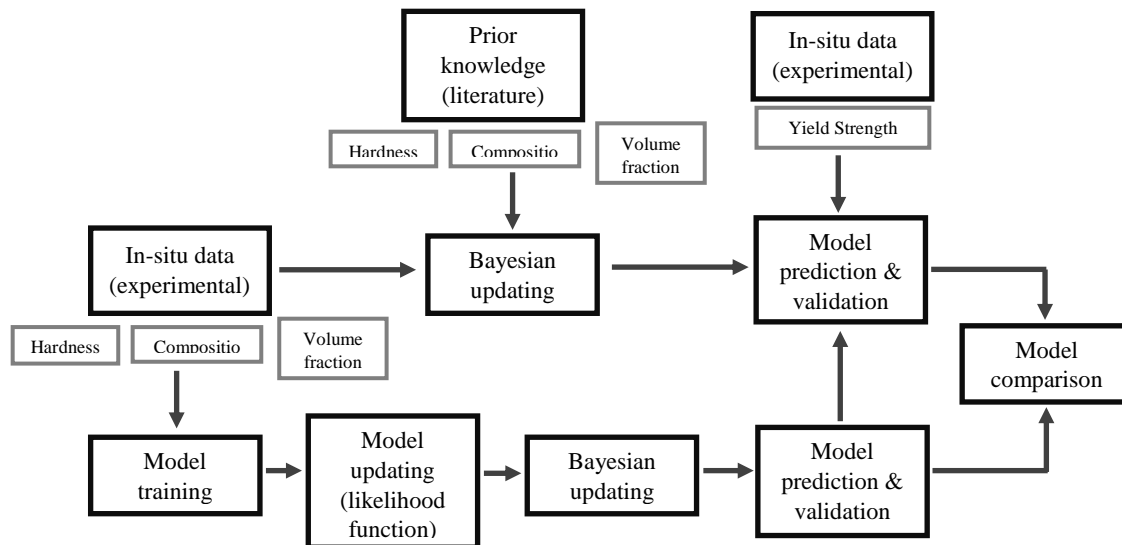 Prior
knowledge
(literature)
In-situ data
(experimental)
Hardness
Compositio
Volume
fraction
Yield Strength
In-situ data
(experimental)
Bayesian
updating
Model
prediction &
validation
Hardness
Compositio
Volume
fraction
Model
comparison
Model
training
Model
updating
(likelihood
function)
Bayesian
updating
Model
prediction &
validation